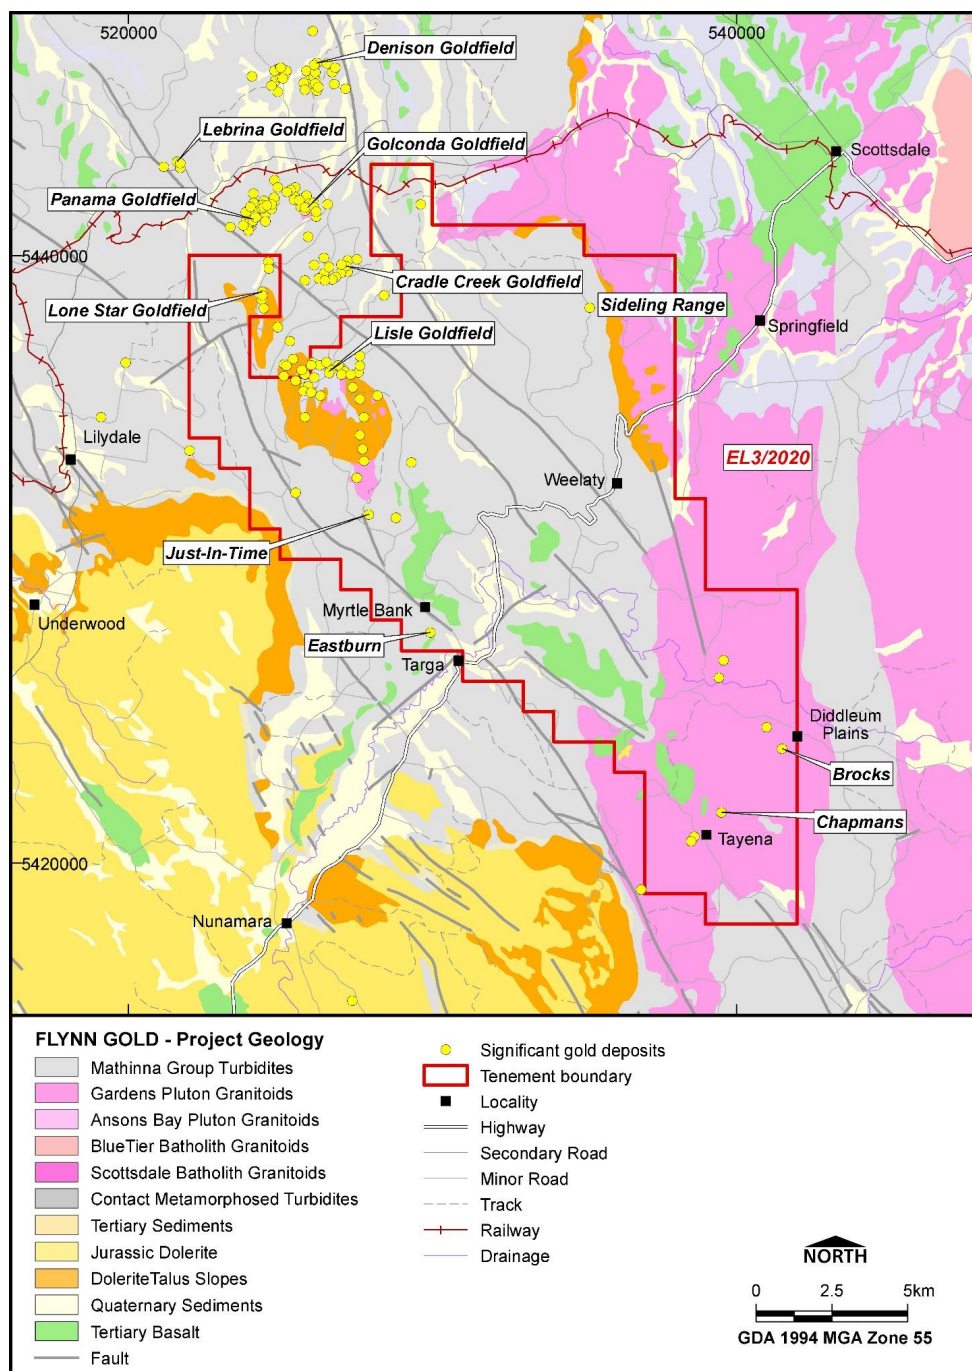 520000
540000
Denison Goldfield
Lebrina Goldfield
Golconda Goldfield
Scottsdale
Panama Goldfield
5440000
Cradle Creek Goldfield
Lone Star Goldfield
Sideling Range
Lisle Goldfield
Springfield
Lilydale
EL3/2020
Weelaty
Just-In-Time
Myrtle Bank
Underwood
Eastburn
Targa
Diddleum
Plains
Brocks
Chapmans
Tayena
5420000
Nunamara
FLYNN GOLD - Project Geology
Mathinna Group Turbidites
Gardens Pluton Granitoids
Ansons Bay Pluton Granitoids
BlueTier Batholith Granitoids
Scottsdale Batholith Granitoids
Contact Metamorphosed Turbidites
Tertiary Sediments
Jurassic Dolerite
DoleriteTalus Slopes
Quaternary Sediments
Tertiary Basalt
Fault
Significant gold deposits
Tenement boundary
Locality
Highway
Secondary Road
Minor Road
Track
Railway
Drainage
NORTH
0 2.5 5km
GDA 1994 MGA Zone 55